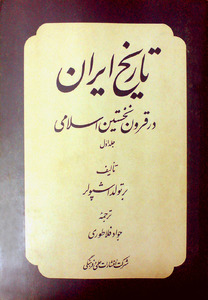 تاریخ ایران
در قرون نخستین اسلامی
جلد اول
تألیف
برتولد اشپولر
ترجمه
جواد فلاطوری
شرکت انتشارات علمی و فرهنگی